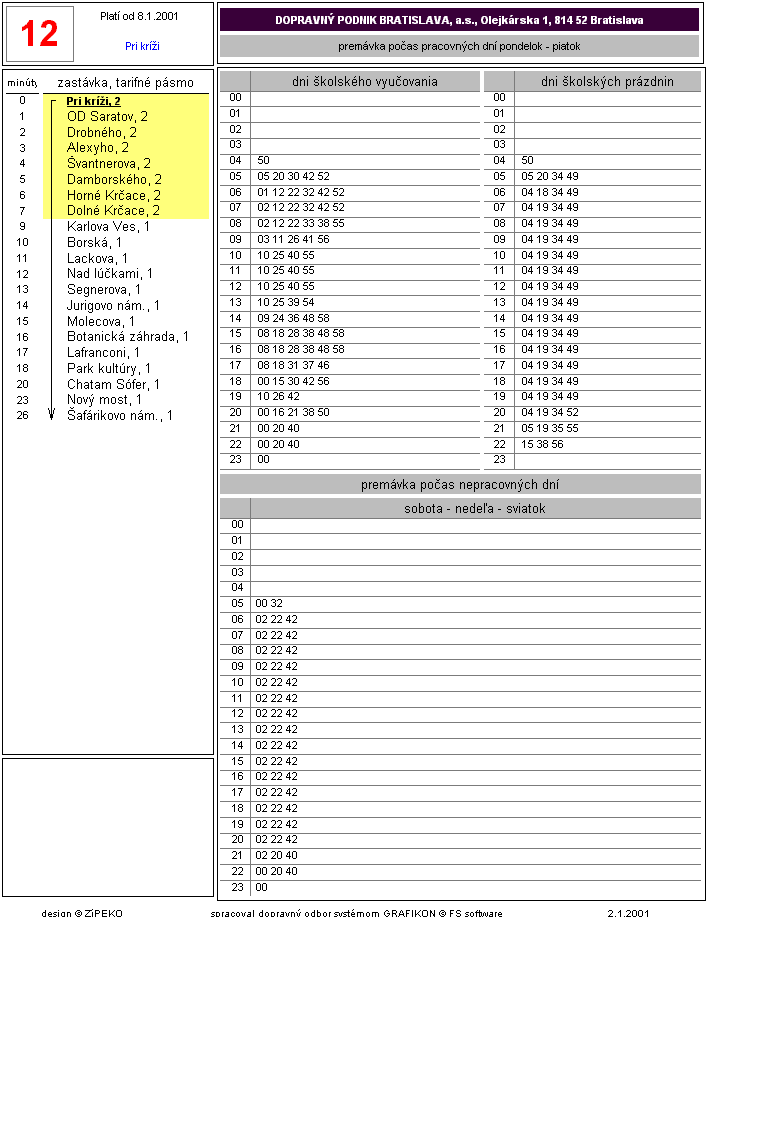 12
Platí od 8.1.2001
Pri kríži
DOPRAVNÝ PODNIK BRATISLAVA, a.s., Olejkárska 1, 814 52 Bratislava
premávka počas pracovných dní pondelok - piatok
minúty zastávka, tarifné pásmo
0 Pri kríži, 2
1 OD Saratov, 2
2 Drobného, 2
3 Alexyho, 2
4 Švantnerova, 2
5 Damborského, 2
6 Horné Krčace, 2
7 Dolné Krčace, 2
9 Karlova Ves, 1
10 Borská, 1
11 Lackova, 1
12 Nad lúčkami, 1
13 Segnerova, 1
14 Jurigovo nám., 1
15 Molecova, 1
16 Botanická záhrada, 1
17 Lafranconi, 1
18 Park kultúry, 1
20 Chatam Sófer, 1
23 Nový most, 1
26 Šafárikovo nám., 1
dni školského vyučovania
00
01
02
03
04 50
05 05 20 30 42 52
06 01 12 22 32 42 52
07 02 12 22 32 42 52
08 02 12 22 33 38 55
09 03 11 26 41 56
10 10 25 40 55
11 10 25 40 55
12 10 25 40 55
13 10 25 39 54
14 09 24 36 48 58
15 08 18 28 38 48 58
16 08 18 28 38 48 58
17 08 18 31 37 46
18 00 15 30 42 56
19 10 26 42
20 00 16 21 38 50
21 00 20 40
22 00 20 40
23 00
dni školských prázdnin
00
01
02
03
04 50
05 05 20 34 49
06 04 18 34 49
07 04 19 34 49
08 04 19 34 49
09 04 19 34 49
10 04 19 34 49
11 04 19 34 49
12 04 19 34 49
13 04 19 34 49
14 04 19 34 49
15 04 19 34 49
16 04 19 34 49
17 04 19 34 49
18 04 19 34 49
19 04 19 34 49
20 04 19 34 52
21 05 19 35 55
22 15 38 56
23
premávka počas nepracovných dní
sobota - nedeľa - sviatok
00
01
02
03
04
05 00 32
06 02 22 42
07 02 22 42
08 02 22 42
09 02 22 42
10 02 22 42
11 02 22 42
12 02 22 42
13 02 22 42
14 02 22 42
15 02 22 42
16 02 22 42
17 02 22 42
18 02 22 42
19 02 22 42
20 02 22 42
21 02 20 40
22 00 20 40
23 00
design © ZíPEKO spracoval dopravný odbor systémom GRAFIKON © FS software 2.1.2001